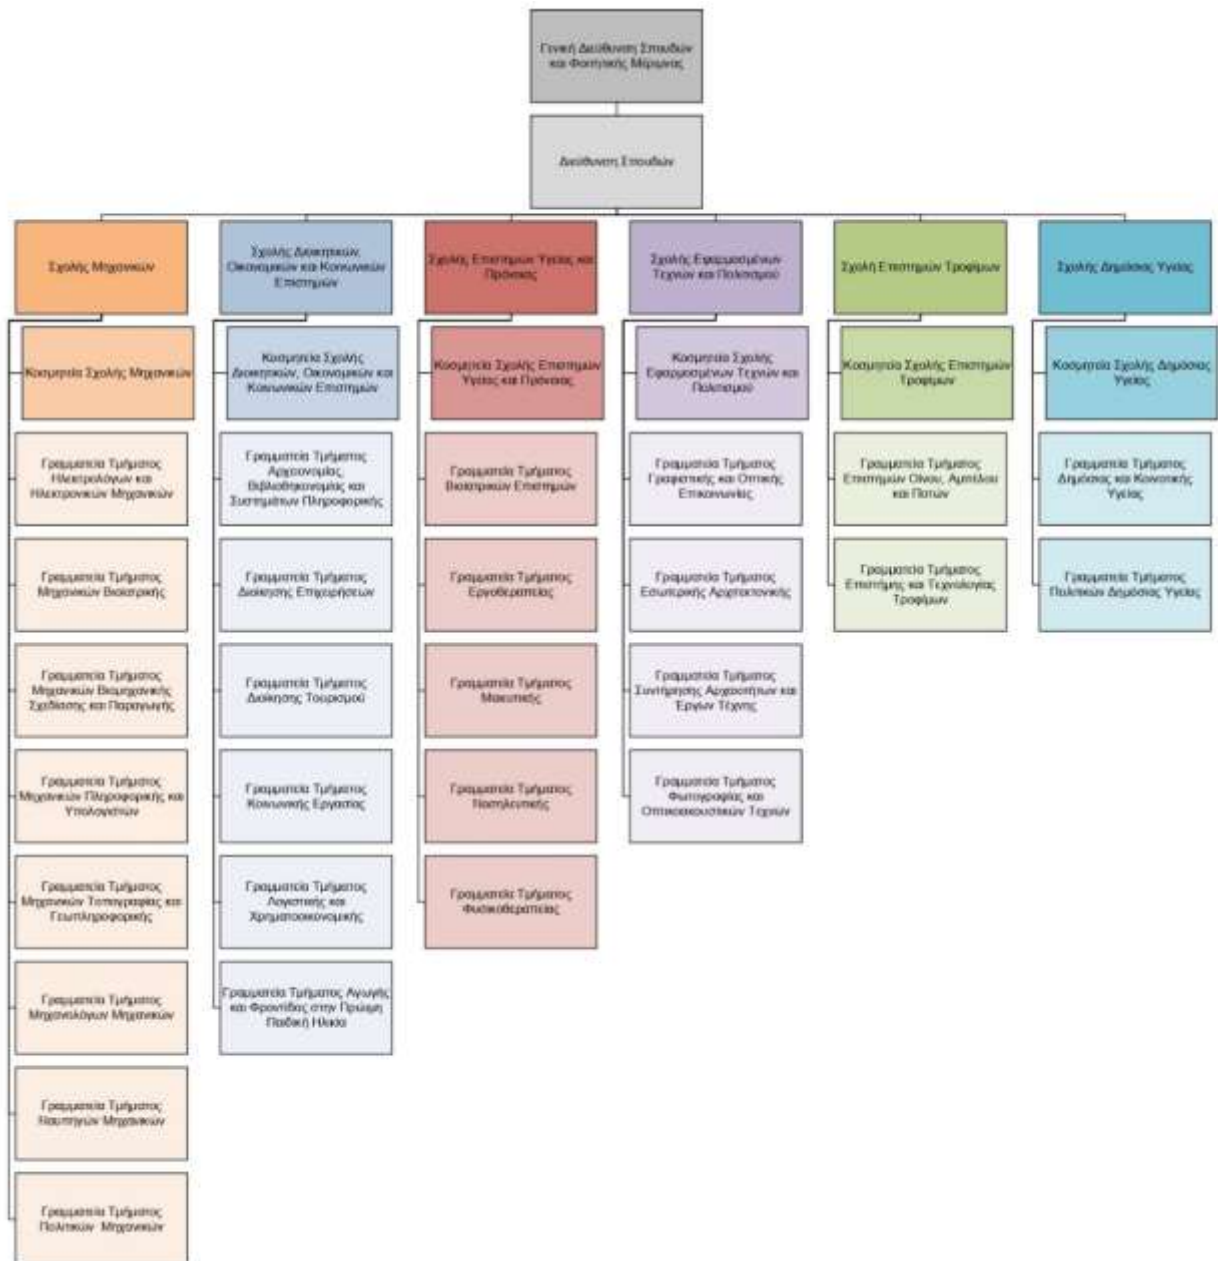 Γενική Διεύθυνση Σπουδών
και Φοιτητικής Μέριμνας
Διεύθυνση Σπουδών
Σχολής Μηχανικών
Σχολής Διοικητικών,
Οικονομικών και Κοινωνικών
Επιστημών
Σχολής Επιστημών Υγείας και
Πρόνοιας
Σχολής Εφαρμοσμένων
Τεχνών και Πολιτισμού
Σχολή Επιστημών Τροφίμων
Σχολής Δημόσιας Υγείας
Κοσμητεία Σχολής Μηχανικών
Κοσμητεία Σχολής
Διοικητικών, Οικονομικών και
Κοινωνικών Επιστημών
Κοσμητεία Σχολής Επιστημών
Υγείας και Πρόνοιας
Κοσμητεία Σχολής
Εφαρμοσμένων Τεχνών και
Πολιτισμού
Κοσμητεία Σχολής Επιστημών
Τροφίμων
Κοσμητεία Σχολής Δημόσιας
Υγείας
Γραμματεία Τμήματος
Ηλεκτρολόγων και
Ηλεκτρονικών Μηχανικών
Γραμματεία Τμήματος
Αρχειονομίας,
Βιβλιοθηκονομίας και
Συστημάτων Πληροφορικής
Γραμματεία Τμήματος
Βιοϊατρικών Επιστημών
Γραμματεία Τμήματος
Γραφιστικής και Οπτικής
Επικοινωνίας
Γραμματεία Τμήματος
Επιστημών Οίνου, Αμπέλου
και Ποτών
Γραμματεία Τμήματος
Δημόσιας και Κοινοτικής
Υγείας
Γραμματεία Τμήματος
Μηχανικών Βιοϊατρικής
Γραμματεία Τμήματος
Διοίκησης Επιχειρήσεων
Γραμματεία Τμήματος
Εργοθεραπείας
Γραμματεία Τμήματος
Εσωτερικής Αρχιτεκτονικής
Γραμματεία Τμήματος
Επιστήμης και Τεχνολογίας
Τροφίμων
Γραμματεία Τμήματος
Πολιτικών Δημόσιας Υγείας
Γραμματεία Τμήματος
Μηχανικών Βιομηχανικής
Σχεδίασης και Παραγωγής
Γραμματεία Τμήματος
Διοίκησης Τουρισμού
Γραμματεία Τμήματος
Μαιευτικής
Γραμματεία Τμήματος
Συντήρησης Αρχαιοτήτων και
Έργων Τέχνης
Γραμματεία Τμήματος
Μηχανικών Πληροφορικής και
Υπολογιστών
Γραμματεία Τμήματος
Κοινωνικής Εργασίας
Γραμματεία Τμήματος
Νοσηλευτικής
Γραμματεία Τμήματος
Φωτογραφίας και
Οπτικοακουστικών Τεχνών
Γραμματεία Τμήματος
Μηχανικών Τοπογραφίας και
Γεωπληροφορικής
Γραμματεία Τμήματος
Λογιστικής και
Χρηματοοικονομικής
Γραμματεία Τμήματος
Φυσικοθεραπείας
Γραμματεία Τμήματος
Μηχανολόγων Μηχανικών
Γραμματεία Τμήματος Αγωγής
και Φροντίδας στην Πρώιμη
Παιδική Ηλικία
Γραμματεία Τμήματος
Ναυπηγών Μηχανικών
Γραμματεία Τμήματος
Πολιτικών Μηχανικών